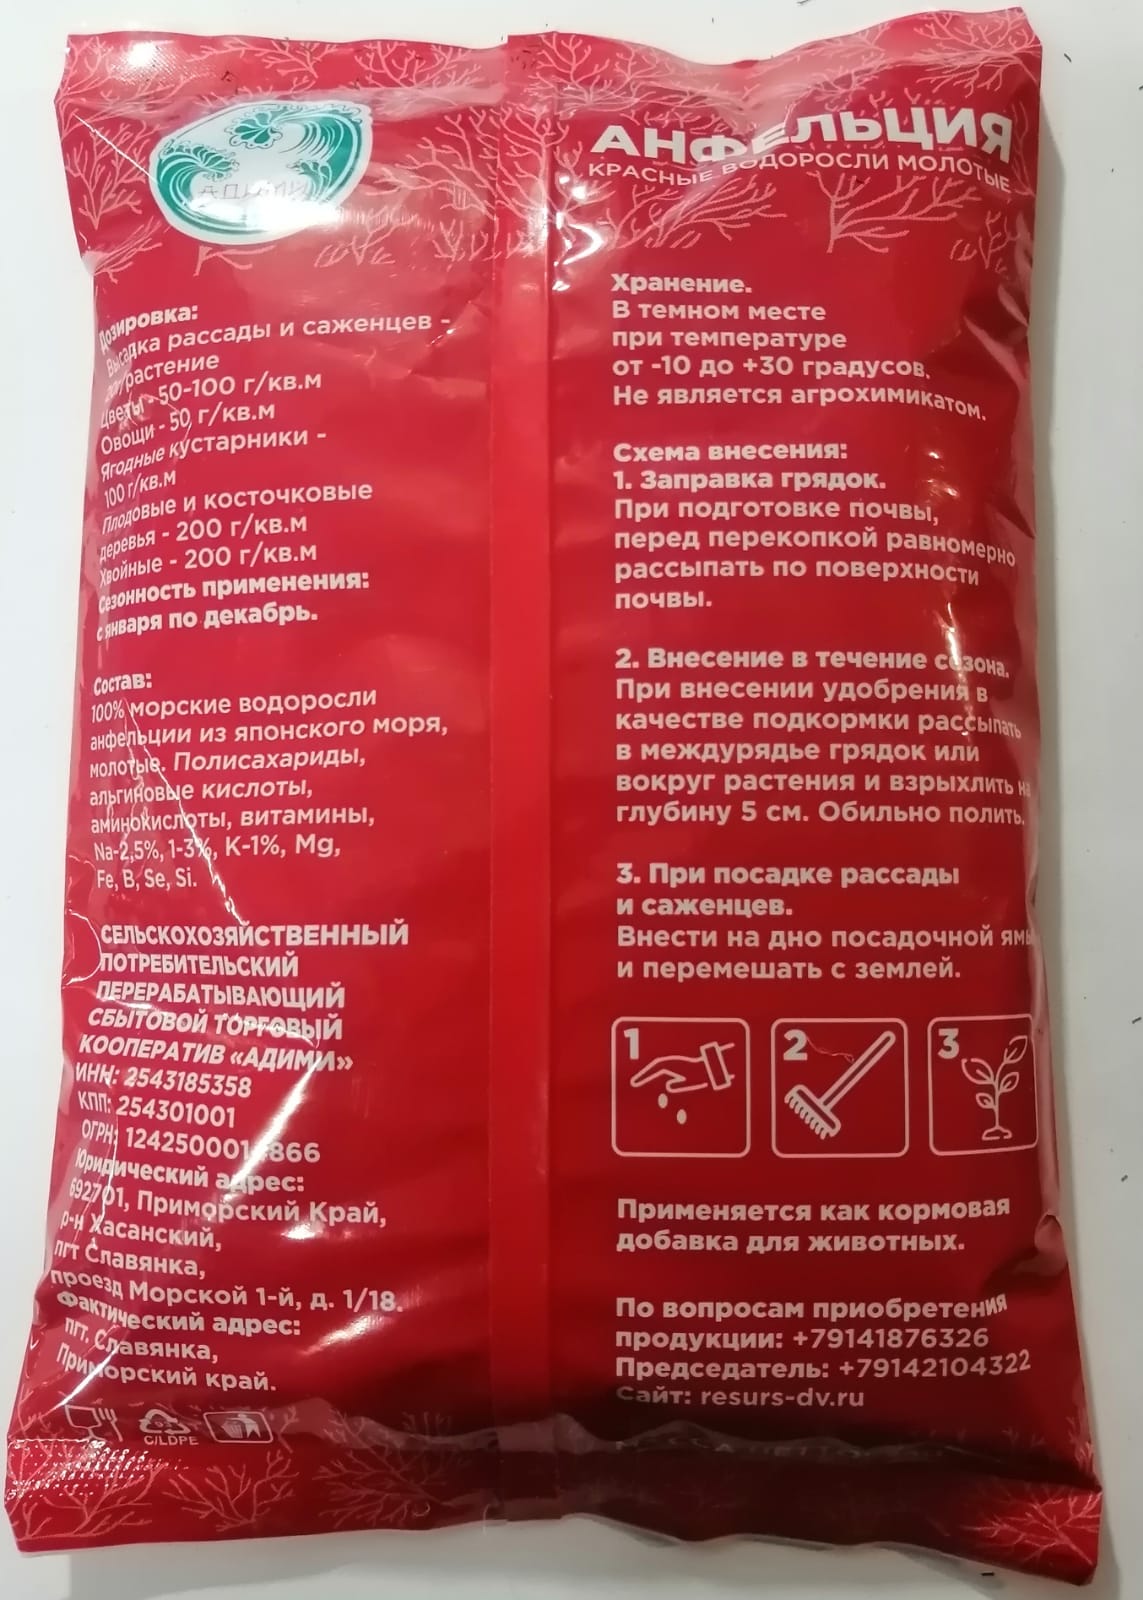 АДИМИ
Дозировка:
Высадка рассады и саженцев -
растение
Цветы - 50-100 г/кв.м
Овощи - 50 г/кв.м
Ягодные кустарники -
100 г/кв.м
Плодовые и косточковые
деревья - 200 г/кв.м
Хвойные - 200 г/кв.м
Сезонность применения:
с января по декабрь.
Состав:
100% морские водоросли
анфельции из японского моря,
молотые. Полисахариды,
альгиновые кислоты,
аминокислоты, витамины,
Na-2,5%, 1-3%, K-1%, Mg,
Fe, B, Se, Si.
СЕЛЬСКОХОЗЯЙСТВЕННЫЙ
ПОТРЕБИТЕЛЬСКИЙ
ПЕРЕРАБАТЫВАЮЩИЙ
СБЫТОВОЙ ТОРГОВЫЙ
КООПЕРАТИВ «АДИМИ»
ИНН: 2543185358
КПП: 254301001
ОГРН:
Юридический адрес:
692701, Приморский Край,
р-н Хасанский,
пгт Славянка,
проезд Морской 1-й, д. 1/18.
Фактический адрес:
пгт. Славянка,
Приморский край.
C/LDPE
АНФЕЛЬЦИЯ
КРАСНЫЕ ВОДОРОСЛИ МОЛОТЫЕ
Хранение.
В темном месте
при температуре
от -10 до +30 градусов.
Не является агрохимикатом.
Схема внесения:
1. Заправка грядок.
При подготовке почвы,
перед перекопкой равномерно
рассыпать по поверхности
почвы.
2. Внесение в течение сезона.
При внесении удобрения в
качестве подкормки рассыпать
в междурядье грядок или
вокруг растения и взрыхлить на
глубину 5 см. Обильно полить.
3. При посадке рассады
и саженцев.
Внести на дно посадочной ямы
и перемешать с землей.
1 2 3
Применяется как кормовая
добавка для животных.
По вопросам приобретения
продукции: +79141876326
Председатель: +79142104322
Сайт: resurs-dv.ru